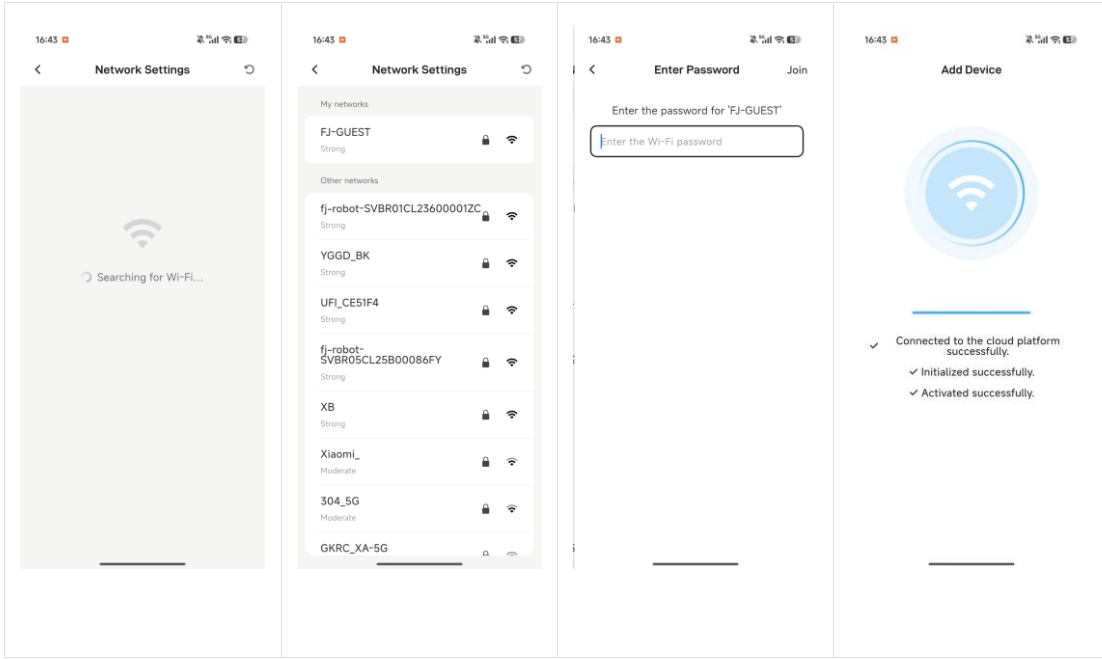 16:43
Network Settings
Searching for Wi-Fi...
16:43
Network Settings
My networks
FJ-GUEST
Strong
Other networks
fj-robot-SVBR01CL23600001ZC
Strong
YGGD_BK
Strong
UFI_CE51F4
Strong
fj-robot-
SVBR05CL25B00086FY
Strong
XB
Strong
Xiaomi_
Moderate
304_5G
Moderate
GKRC_XA-5G
16:43
Enter Password
Join
Enter the password for 'FJ-GUEST'
Enter the Wi-Fi password
16:43
Add Device
Connected to the cloud platform
successfully.
Initialized successfully.
Activated successfully.